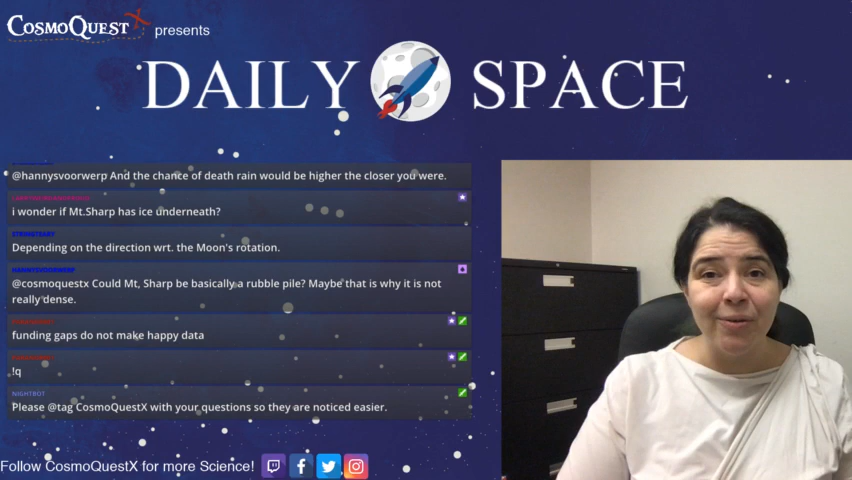 COSMOQUEST X presents
DAILY SPACE
@hannysvoorwerp And the chance of death rain would be higher the closer you were.
i wonder if Mt.Sharp has ice underneath?
Depending on the direction wrt. the Moon's rotation.
HANNYSVOORWERP
@cosmoquestx Could Mt, Sharp be basically a rubble pile? Maybe that is why it is not
really dense.
funding gaps do not make happy data
!q
NIGHTBOT
Please @tag CosmoQuestX with your questions so they are noticed easier.
Follow CosmoQuestX for more Science!